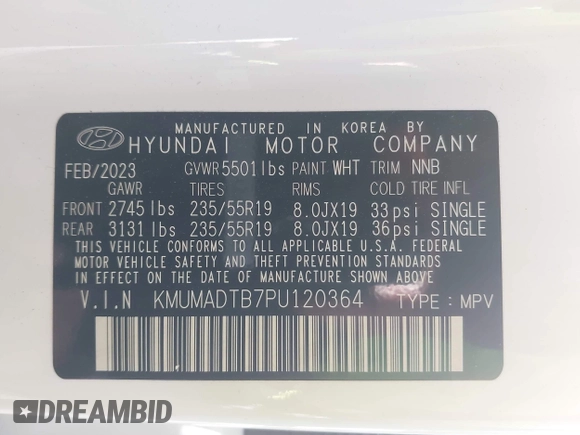 MANUFACTURED IN KOREA BY
HYUNDAI MOTOR COMPANY
FEB/2023 GVWR 5501 lbs PAINT WHT TRIM NNB
GAWR TIRES RIMS COLD TIRE INFL
FRONT 2745 lbs 235/55R19 8.0JX19 33 psi SINGLE
REAR 3131 lbs 235/55R19 8.0JX19 36 psi SINGLE
THIS VEHICLE CONFORMS TO ALL APPLICABLE U.S.A. FEDERAL
MOTOR VEHICLE SAFETY AND THEFT PREVENTION STANDARDS
IN EFFECT ON THE DATE OF MANUFACTURE SHOWN ABOVE.
V.I.N KMUMADTB7PU120364 TYPE : MPV
DREAMBID